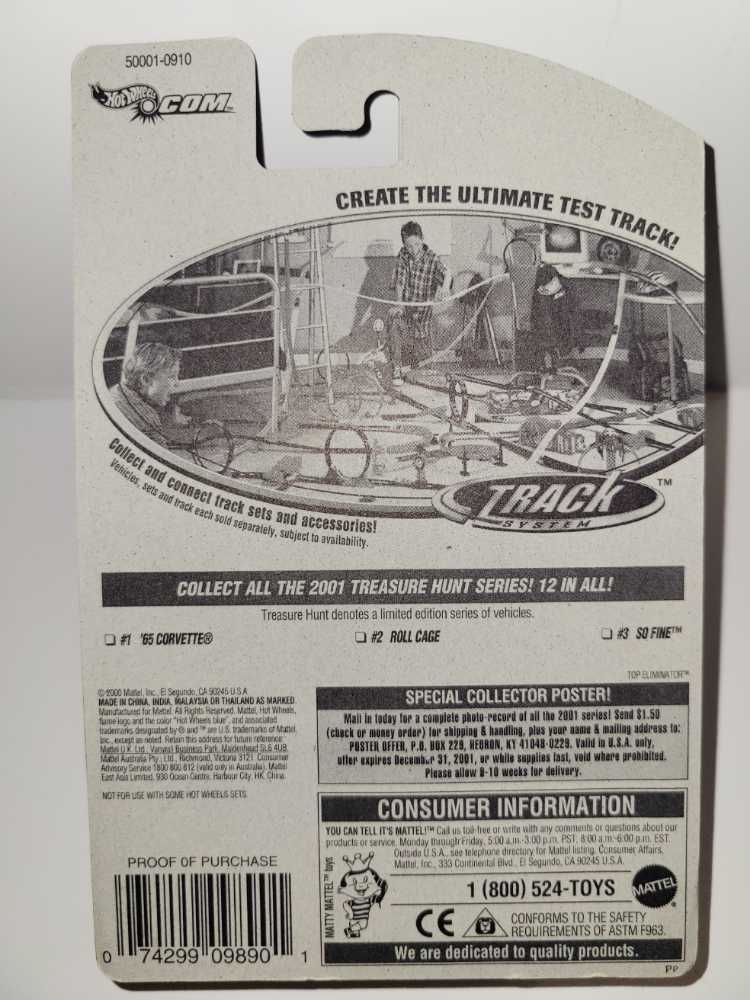 50001-0910
HOT WHEELS .COM™
CREATE THE ULTIMATE TEST TRACK!
Collect and connect track sets and accessories!
Vehicles, sets and track each sold separately, subject to availability.
TRACK™
SYSTEM
COLLECT ALL THE 2001 TREASURE HUNT SERIES! 12 IN ALL!
Treasure Hunt denotes a limited edition series of vehicles.
#1 '65 CORVETTE®
#2 ROLL CAGE
#3 SO FINE™
TOP ELIMINATOR™
© 2000 Mattel, Inc., El Segundo, CA 90245 U.S.A.
MADE IN CHINA, INDIA, MALAYSIA OR THAILAND AS MARKED.
Manufactured for Mattel. All Rights Reserved. Mattel, Hot Wheels,
flame logo and the color "Hot Wheels blue", and associated
trademarks designated by ® and ™ are U.S. trademarks of Mattel,
Inc., except as noted. Retain this address for future reference:
Mattel U.K. Ltd., Vanwall Business Park, Maidenhead SL6 4UB.
Mattel Australia Pty., Ltd., Richmond, Victoria 3121. Consumer
Advisory Service 1800 800 812 (valid only in Australia). Mattel
East Asia Limited, 930 Ocean Centre, Harbour City, HK, China.
NOT FOR USE WITH SOME HOT WHEELS SETS.
SPECIAL COLLECTOR POSTER!
Mail in today for a complete photo-record of all the 2001 series! Send $1.50
(check or money order) for shipping & handling, plus your name & mailing address to:
POSTER OFFER, P.O. BOX 229, HEBRON, KY 41048-0229. Valid in U.S.A. only,
offer expires December 31, 2001, or while supplies last, void where prohibited.
Please allow 8-10 weeks for delivery.
CONSUMER INFORMATION
YOU CAN TELL IT'S MATTEL!™ Call us toll-free or write with any comments or questions about our
products or service. Monday through Friday, 5:00 a.m.-3:00 p.m. PST, 8:00 a.m.-6:00 p.m. EST.
Outside U.S.A., see telephone directory for Mattel listing. Consumer Affairs,
Mattel, Inc., 333 Continental Blvd., El Segundo, CA 90245 U.S.A.
MATTY MATTEL™ toys
1 (800) 524-TOYS
MATTEL
CE
CONFORMS TO THE SAFETY
REQUIREMENTS OF ASTM F963.
We are dedicated to quality products.
PP
PROOF OF PURCHASE
0 74299 09890 1